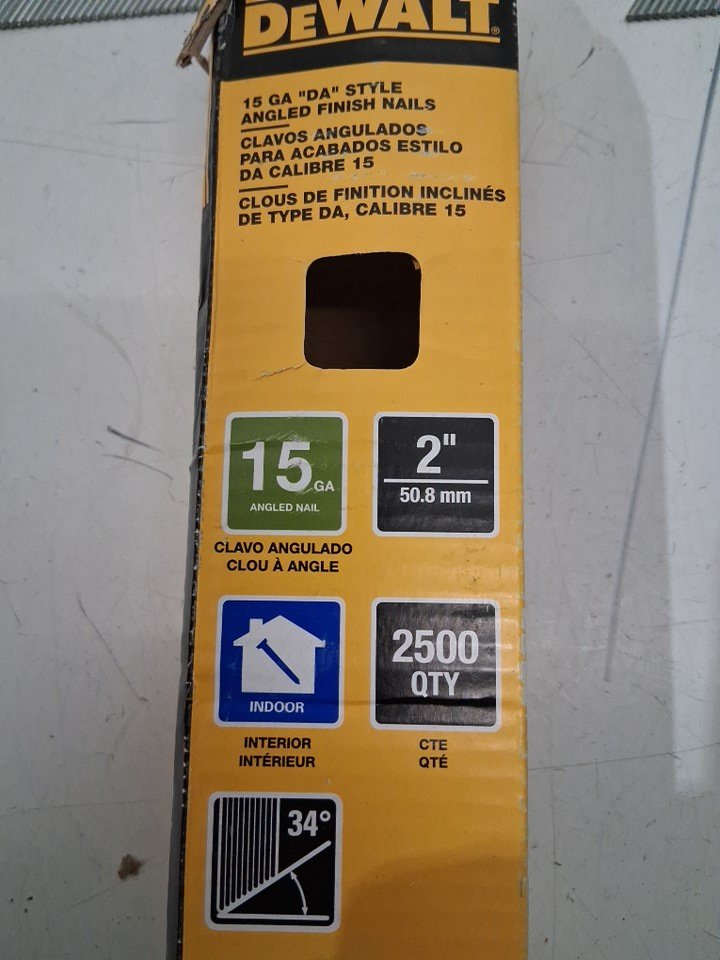 DEWALT®
15 GA "DA" STYLE
ANGLED FINISH NAILS
CLAVOS ANGULADOS
PARA ACABADOS ESTILO
DA CALIBRE 15
CLOUS DE FINITION INCLINÉS
DE TYPE DA, CALIBRE 15
15 GA
ANGLED NAIL
CLAVO ANGULADO
CLOU À ANGLE
2"
50.8 mm
INDOOR
INTERIOR
INTÉRIEUR
2500
QTY
CTE
QTÉ
34°